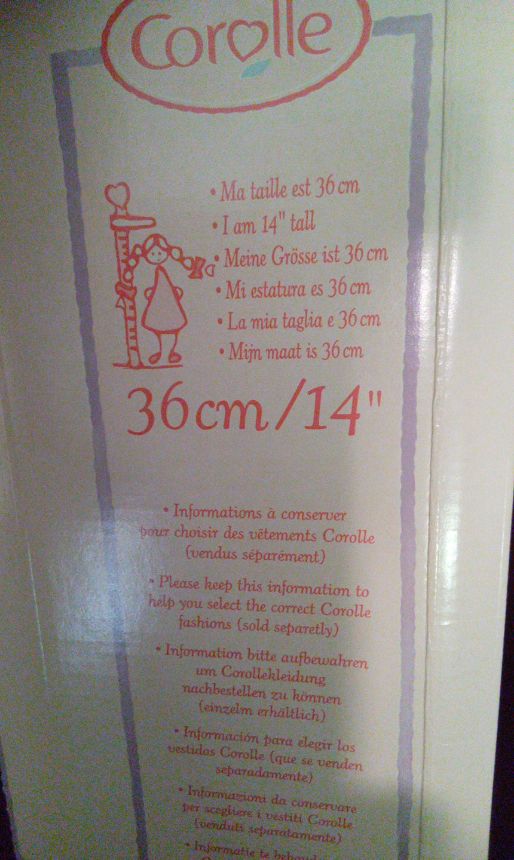 Corolle
• Ma taille est 36 cm
• I am 14" tall
• Meine Grösse ist 36 cm
• Mi estatura es 36 cm
• La mia taglia e 36 cm
• Mijn maat is 36 cm
36cm/14"
• Informations à conserver
pour choisir des vêtements Corolle
(vendus séparément)
• Please keep this information to
help you select the correct Corolle
fashions (sold separetly)
• Information bitte aufbewahren
um Corollekleidung
nachbestellen zu können
(einzelm erhältlich)
• Información para elegir los
vestidos Corolle (que se venden
separadamente)
• Informazioni da conservare
per scegliere i vestiti Corolle
(venduti separatamente)
• Informatie te